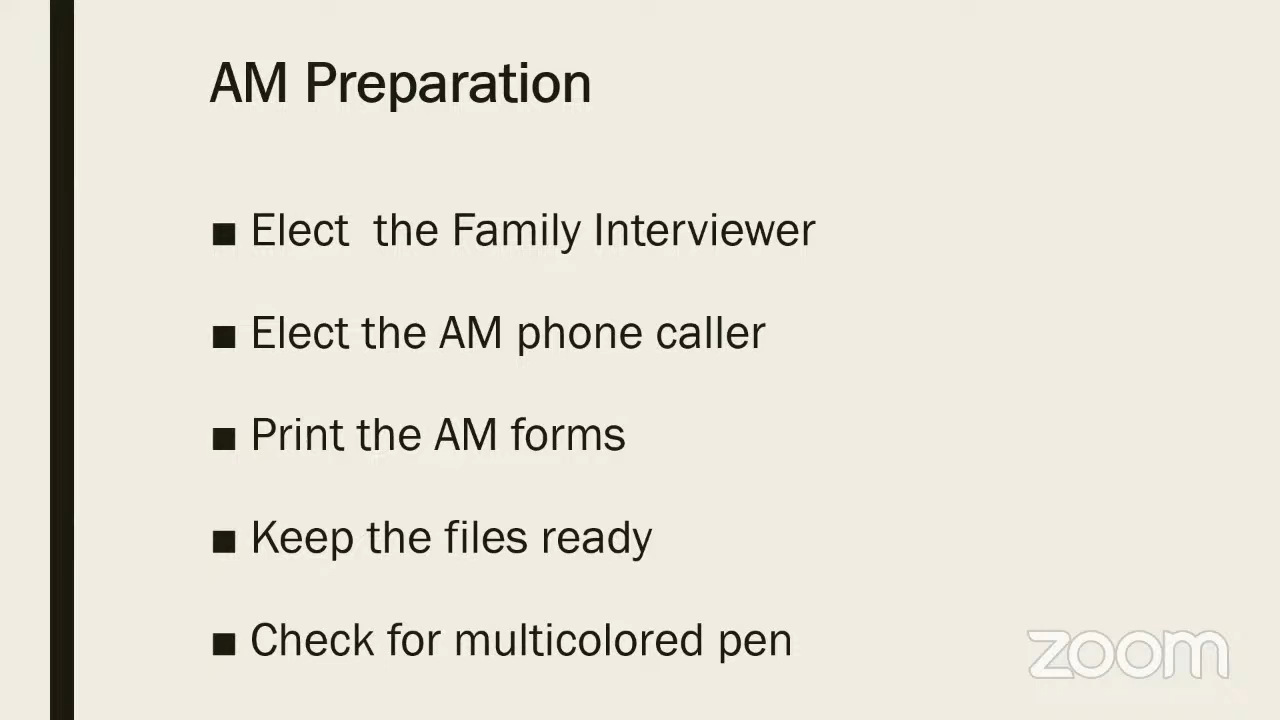 AM Preparation
■ Elect  the Family Interviewer
■ Elect the AM phone caller
■ Print the AM forms
■ Keep the files ready
■ Check for multicolored pen
zoom